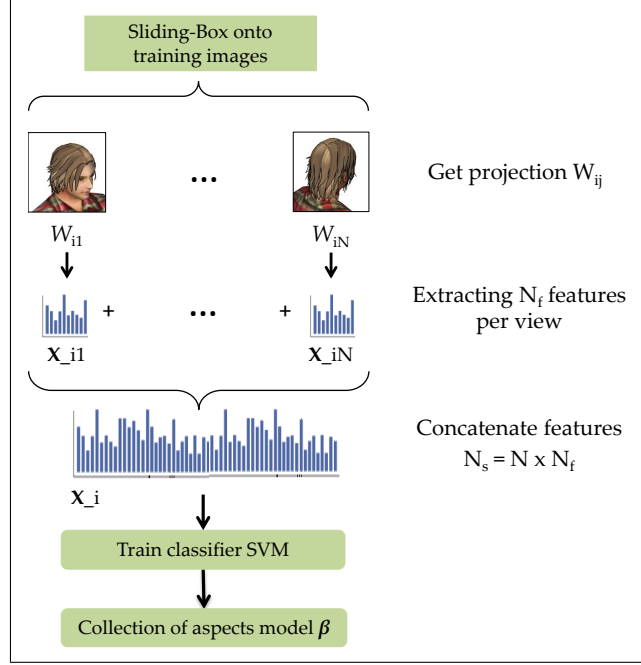 Sliding-Box onto
training images
...
Get projection W_ij
W_i1
W_iN
+
...
+
Extracting N_f features
per view
X_i1
X_iN
Concatenate features
N_s = N x N_f
X_i
Train classifier SVM
Collection of aspects model β